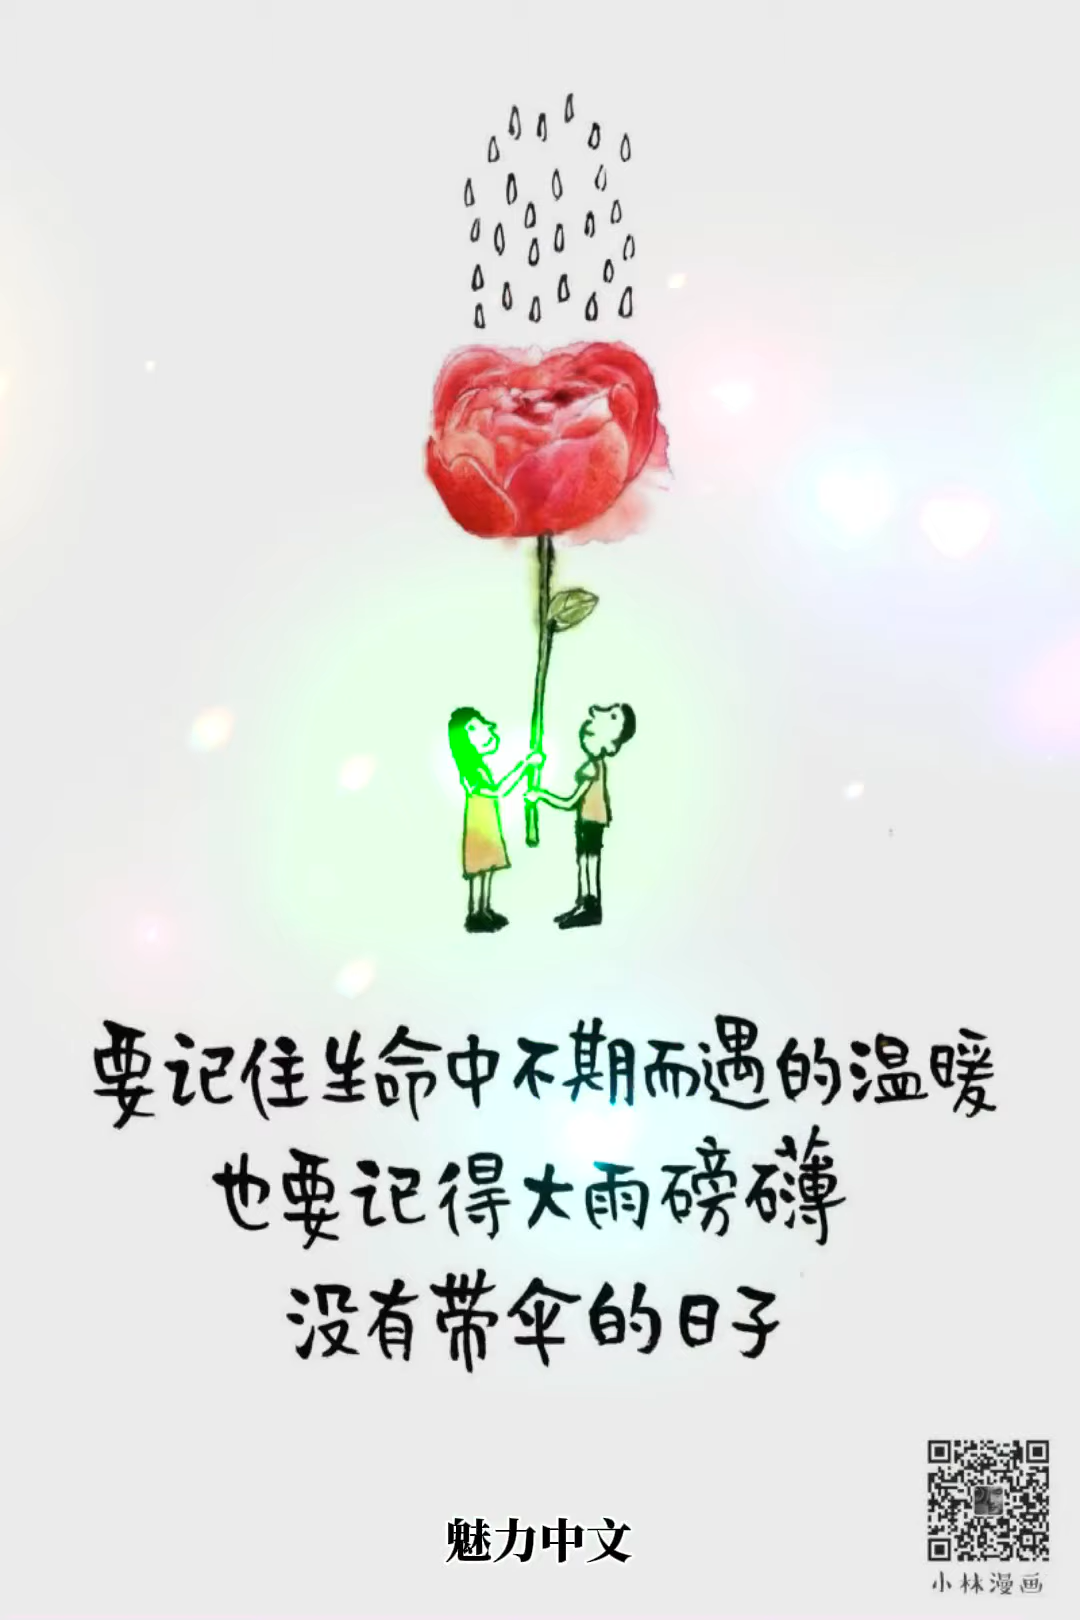 要记住生命中不期而遇的温暖
也要记得大雨磅礴
没有带伞的日子
魅力中文
小林漫画